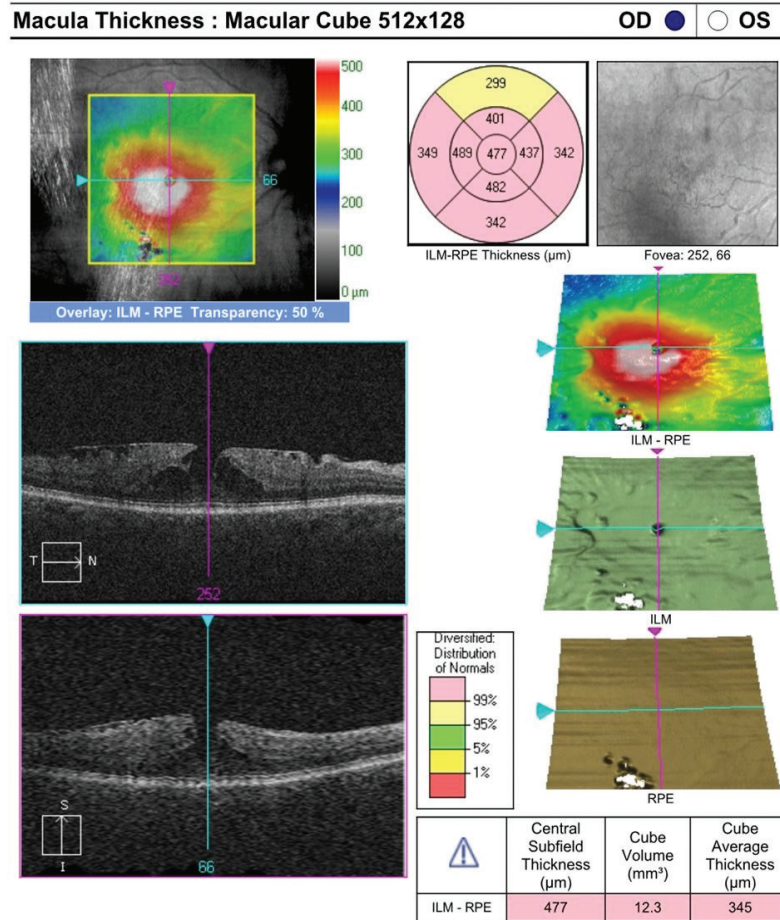 Macula Thickness : Macular Cube 512x128
OD
OS
500
400
300
200
100
0 µm
66
Overlay: ILM - RPE Transparency: 50 %
299
401
349
489
477
437
342
482
342
ILM-RPE Thickness (µm)
Fovea: 252, 66
ILM - RPE
T
N
252
ILM
Diversified:
Distribution
of Normals
99%
95%
5%
1%
RPE
S
I
66
Central
Subfield
Thickness
(µm)
Cube
Volume
(mm³)
Cube
Average
Thickness
(µm)
ILM - RPE
477
12.3
345